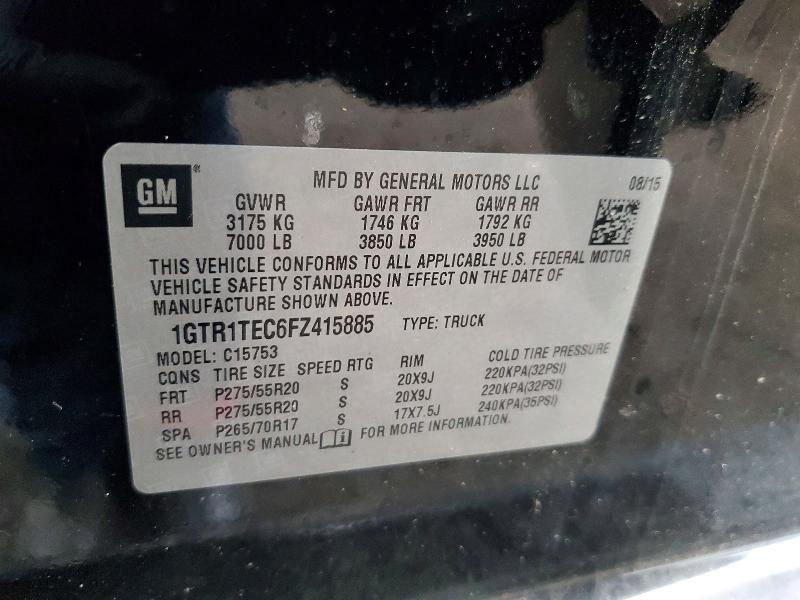 GM ® MFD BY GENERAL MOTORS LLC 08/15
GVWR GAWR FRT GAWR RR
3175 KG 1746 KG 1792 KG
7000 LB 3850 LB 3950 LB
THIS VEHICLE CONFORMS TO ALL APPLICABLE U.S. FEDERAL MOTOR
VEHICLE SAFETY STANDARDS IN EFFECT ON THE DATE OF
MANUFACTURE SHOWN ABOVE.
1GTR1TEC6FZ415885 TYPE: TRUCK
MODEL: C15753
CQNS TIRE SIZE SPEED RTG RIM COLD TIRE PRESSURE
FRT P275/55R20 S 20X9J 220KPA(32PSI)
RR P275/55R20 S 20X9J 220KPA(32PSI)
SPA P265/70R17 S 17X7.5J 240KPA(35PSI)
SEE OWNER'S MANUAL i FOR MORE INFORMATION.